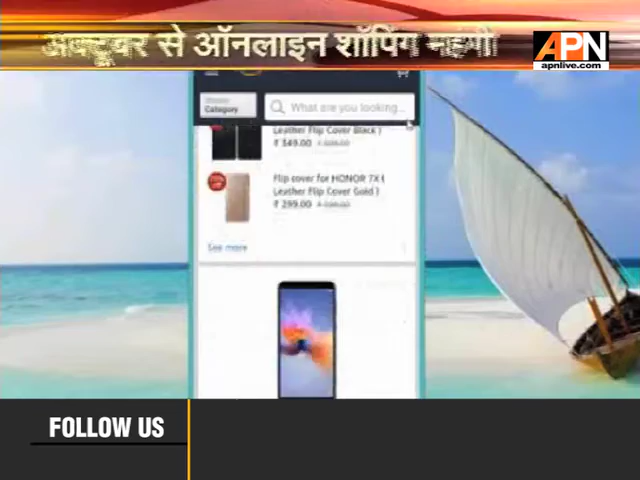 अक्टूबर से ऑनलाइन शॉपिंग महंगी
APN
apnlive.com
Category
What are you looking...
Leather Flip Cover Black )
₹ 349.00
Flip cover for HONOR 7X (
Leather Flip Cover Gold )
₹ 299.00
See more
FOLLOW US